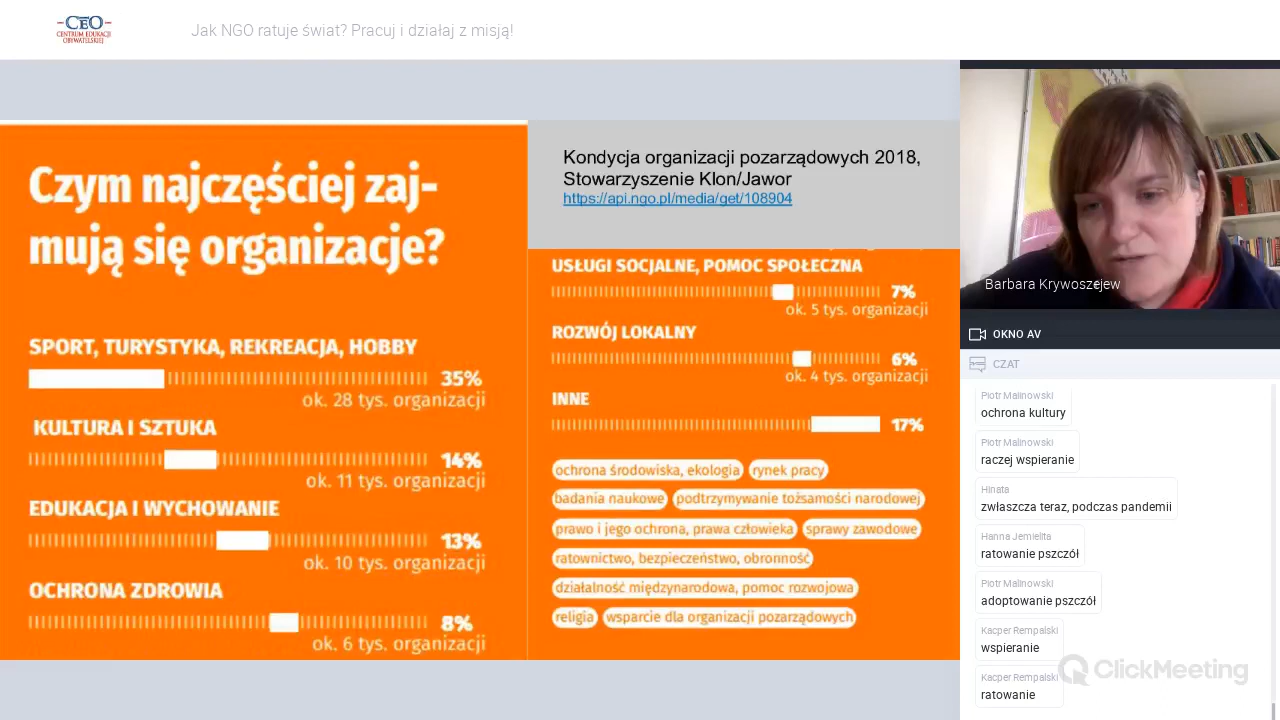 CEO
CENTRUM EDUKACJI
OBYWATELSKIEJ
Jak NGO ratuje świat? Pracuj i działaj z misją!
Czym najczęściej zaj-
mują się organizacje?
SPORT, TURYSTYKA, REKREACJA, HOBBY
35%
ok. 28 tys. organizacji
KULTURA I SZTUKA
14%
ok. 11 tys. organizacji
EDUKACJA I WYCHOWANIE
13%
ok. 10 tys. organizacji
OCHRONA ZDROWIA
8%
ok. 6 tys. organizacji
Kondycja organizacji pozarządowych 2018,
Stowarzyszenie Klon/Jawor
https://api.ngo.pl/media/get/108904
USŁUGI SOCJALNE, POMOC SPOŁECZNA
7%
ok. 5 tys. organizacji
ROZWÓJ LOKALNY
6%
ok. 4 tys. organizacji
INNE
17%
ochrona środowiska, ekologia rynek pracy
badania naukowe podtrzymywanie tożsamości narodowej
prawo i jego ochrona, prawa człowieka sprawy zawodowe
ratownictwo, bezpieczeństwo, obronność
działalność międzynarodowa, pomoc rozwojowa
religia wsparcie dla organizacji pozarządowych
Barbara Krywoszejew
OKNO AV
CZAT
Piotr Malinowski
ochrona kultury
Piotr Malinowski
raczej wspieranie
Hinata
zwłaszcza teraz, podczas pandemii
Hanna Jemielita
ratowanie pszczół
Piotr Malinowski
adoptowanie pszczół
Kacper Rempalski
wspieranie
Kacper Rempalski
ratowanie
ClickMeeting